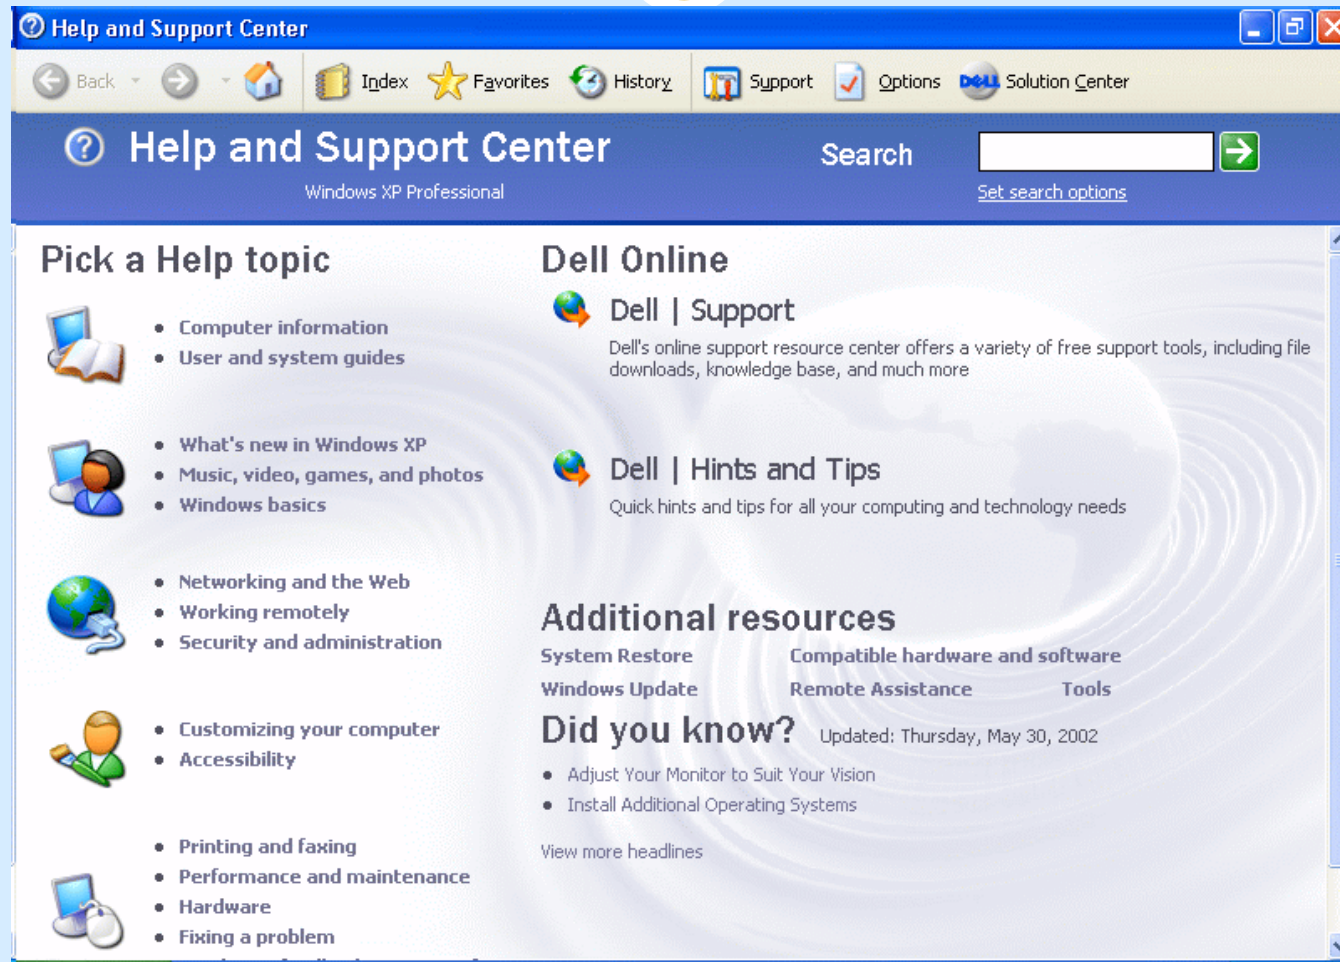 Help and Support Center
Back
Index
Favorites
History
Support
Options
DELL
Solution Center
Help and Support Center
Windows XP Professional
Search
Set search options
Pick a Help topic
Computer information
User and system guides
What's new in Windows XP
Music, video, games, and photos
Windows basics
Networking and the Web
Working remotely
Security and administration
Customizing your computer
Accessibility
Printing and faxing
Performance and maintenance
Hardware
Fixing a problem
Dell Online
Dell | Support
Dell's online support resource center offers a variety of free support tools, including file
downloads, knowledge base, and much more
Dell | Hints and Tips
Quick hints and tips for all your computing and technology needs
Additional resources
System Restore
Compatible hardware and software
Windows Update
Remote Assistance
Tools
Did you know?
Updated: Thursday, May 30, 2002
Adjust Your Monitor to Suit Your Vision
Install Additional Operating Systems
View more headlines